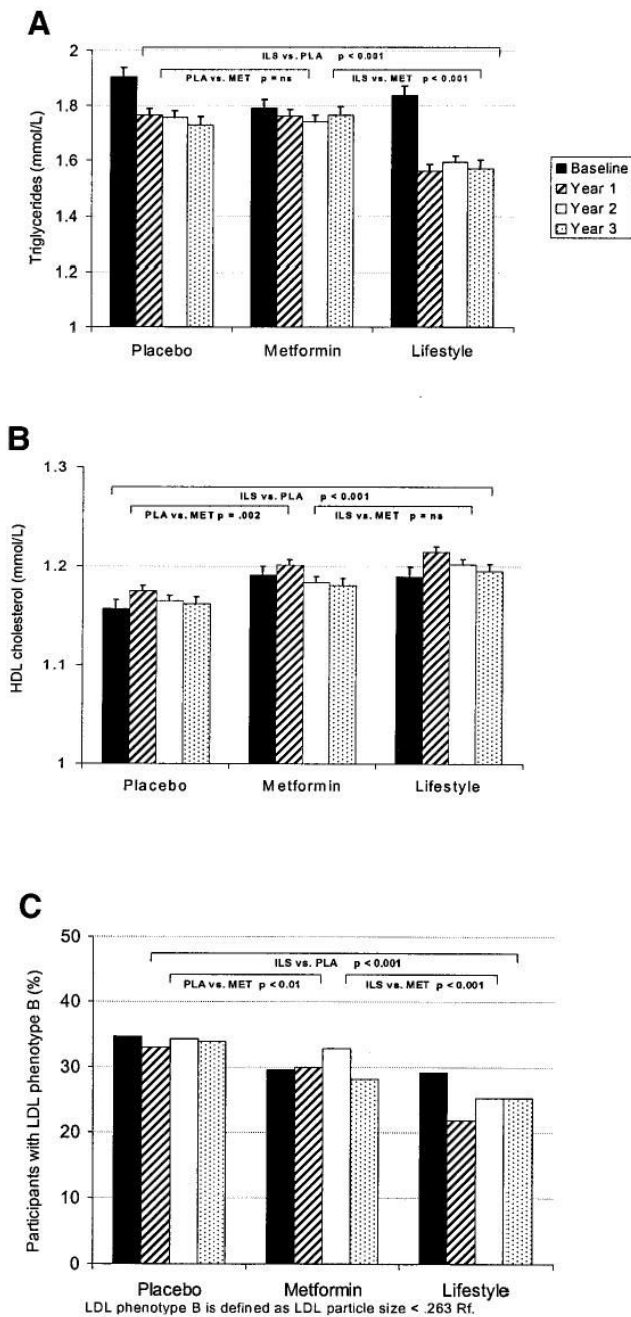 A
2
1.8
1.6
1.4
1.2
1
Triglycerides (mmol/L)
ILS vs. PLA p < 0.001
PLA vs. MET p = ns
ILS vs. MET p < 0.001
Placebo
Metformin
Lifestyle
Baseline
Year 1
Year 2
Year 3
B
1.3
1.2
1.1
1
HDL cholesterol (mmol/L)
ILS vs. PLA p < 0.001
PLA vs. MET p = .002
ILS vs. MET p = ns
Placebo
Metformin
Lifestyle
C
50
40
30
20
10
0
Participants with LDL phenotype B (%)
ILS vs. PLA p < 0.001
PLA vs. MET p < 0.01
ILS vs. MET p < 0.001
Placebo
Metformin
Lifestyle
LDL phenotype B is defined as LDL particle size < .263 Rf.